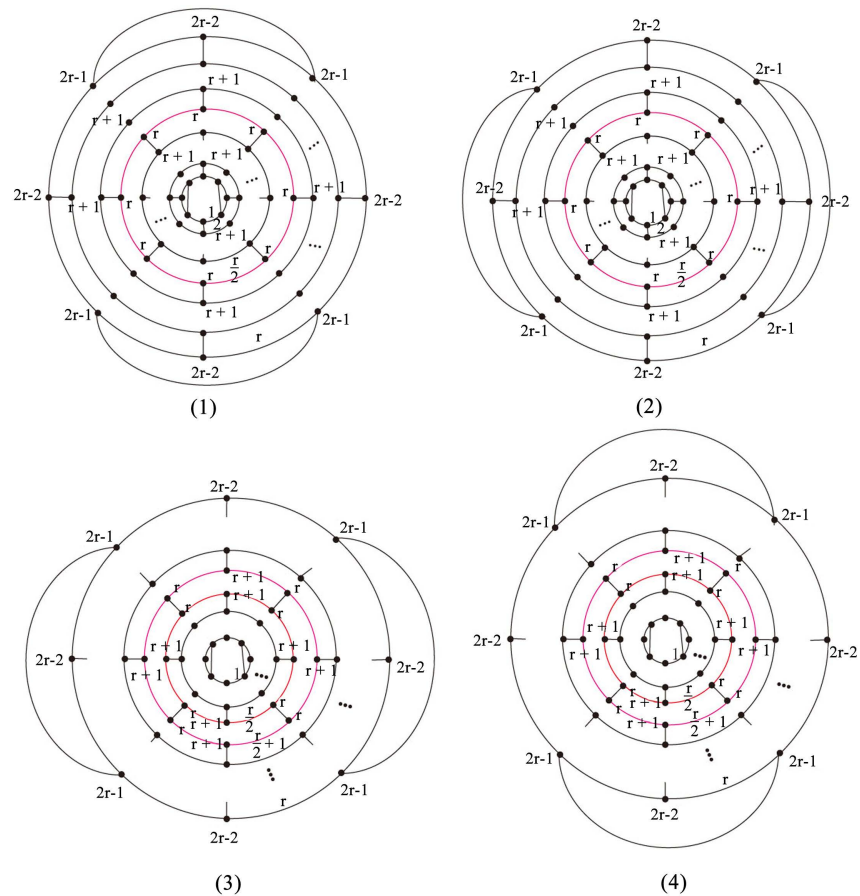 2r-2
2r-1 2r-1
r + 1
r + 1 r
r r
r + 1 r + 1
...
...
2r-2 r + 1 r 1 r r + 1 2r-2
2
... r + 1
r r
r r/2
...
r + 1
2r-1 r 2r-1
2r-2
(1)
2r-2
2r-1 2r-1
r + 1
r + 1 r
r r
r + 1 r + 1
...
...
2r-2 r + 1 r 1 r r + 1 2r-2
2
... r + 1
r r
r r/2
...
r + 1
2r-1 r 2r-1
2r-2
(2)
2r-2
2r-1 2r-1
r + 1
r r
r + 1
r r
2r-2 r + 1 r + 1 2r-2
r + 1 1 r + 1
...
...
r r
r + 1 r/2
r r
r + 1 r/2 + 1
...
2r-1 r 2r-1
2r-2
(3)
2r-2
2r-1 2r-1
r + 1
r r
r + 1
r r
r + 1 r + 1
2r-2 r + 1 1 r + 1 2r-2
...
...
r r
r + 1 r/2
r r
r + 1 r/2 + 1
...
2r-1 r 2r-1
2r-2
(4)